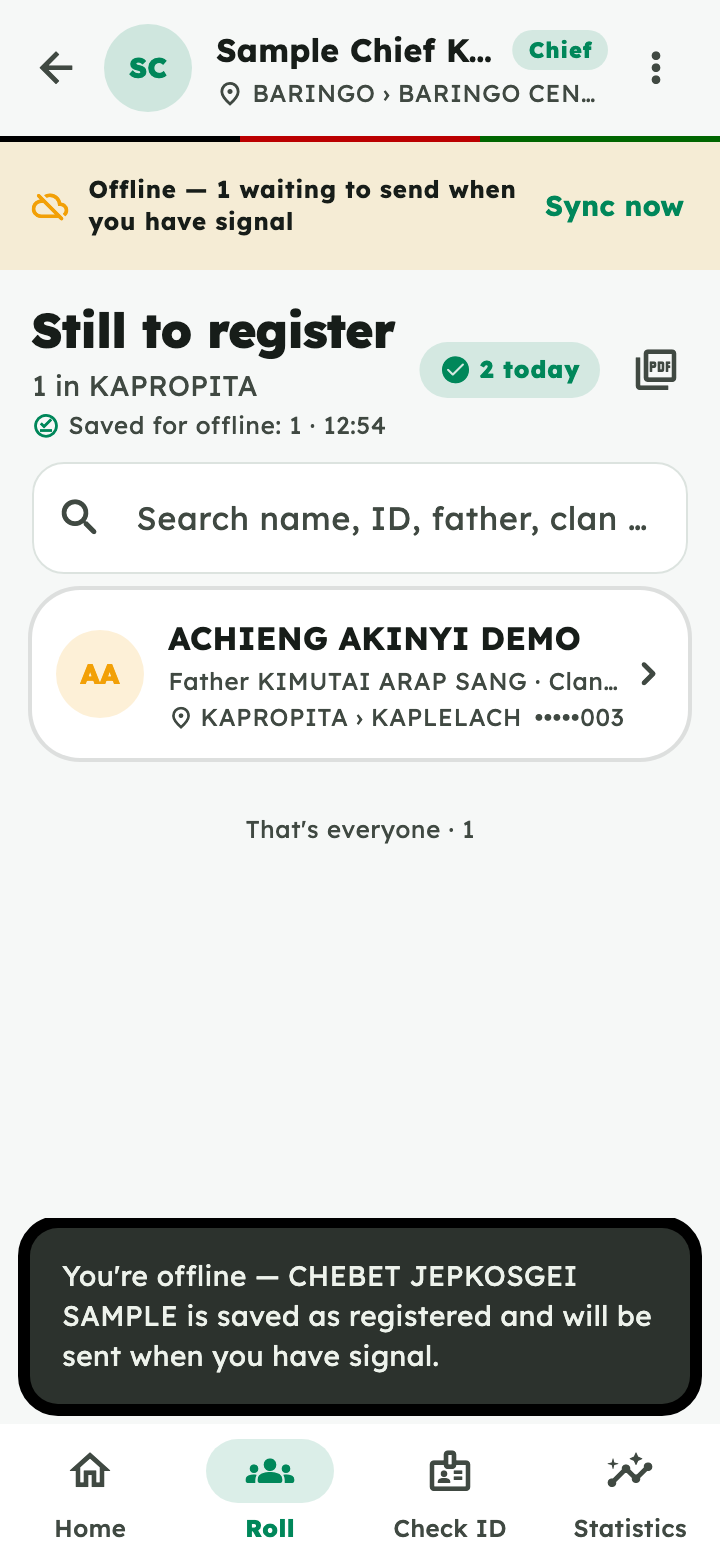 SC
Sample Chief K...
Chief
BARINGO › BARINGO CEN...
Offline — 1 waiting to send when
you have signal
Sync now
Still to register
1 in KAPROPITA
Saved for offline: 1 · 12:54
2 today
PDF
Search name, ID, father, clan ...
AA
ACHIENG AKINYI DEMO
Father KIMUTAI ARAP SANG · Clan...
KAPROPITA › KAPLELACH •••••003
That's everyone · 1
You're offline — CHEBET JEPKOSGEI
SAMPLE is saved as registered and will be
sent when you have signal.
Home
Roll
Check ID
Statistics